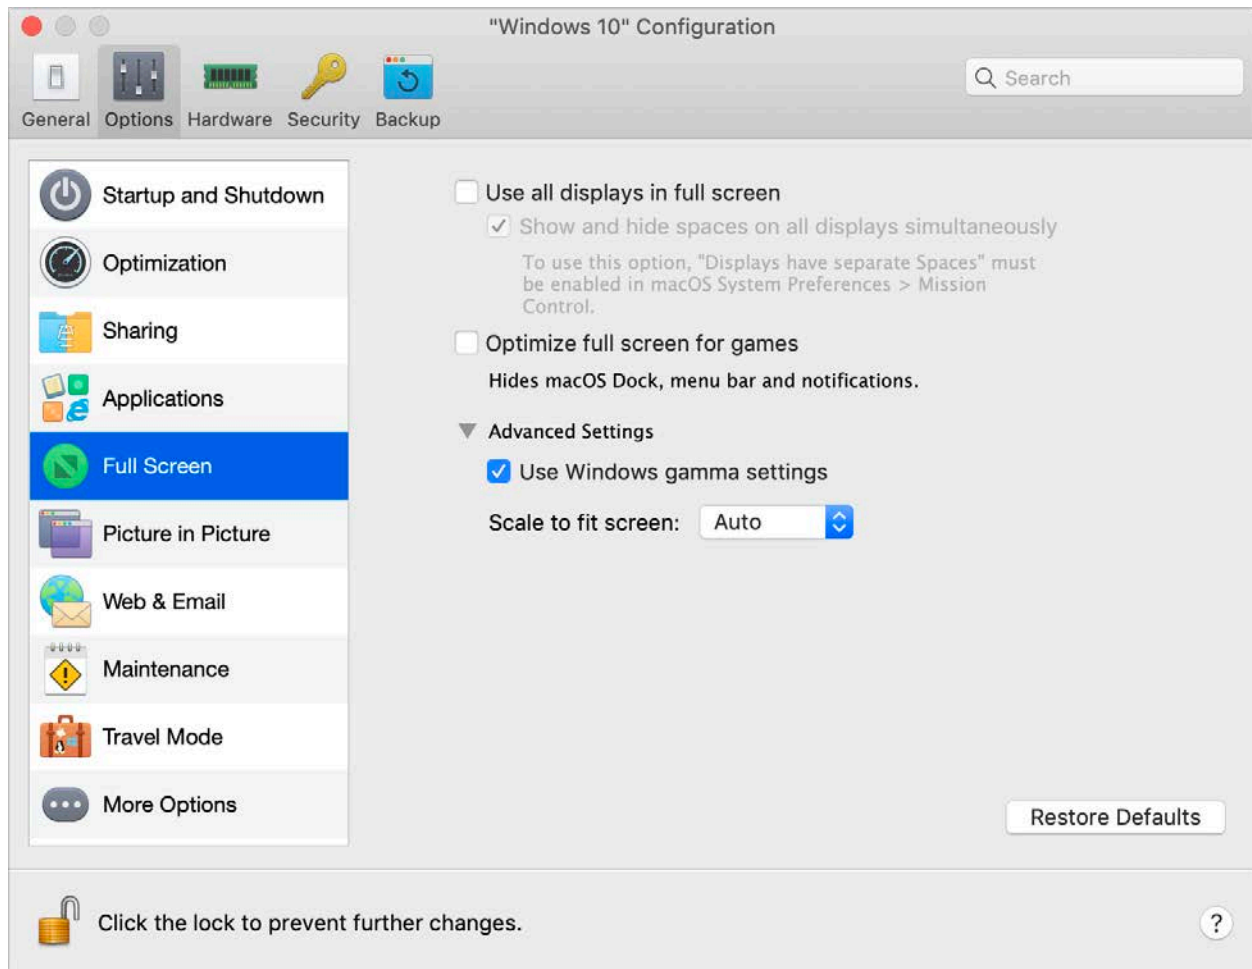 "Windows 10" Configuration
General Options Hardware Security Backup
Search
Startup and Shutdown
Optimization
Sharing
Applications
Full Screen
Picture in Picture
Web & Email
Maintenance
Travel Mode
More Options
Use all displays in full screen
Show and hide spaces on all displays simultaneously
To use this option, "Displays have separate Spaces" must
be enabled in macOS System Preferences > Mission
Control.
Optimize full screen for games
Hides macOS Dock, menu bar and notifications.
Advanced Settings
Use Windows gamma settings
Scale to fit screen: Auto
Restore Defaults
Click the lock to prevent further changes.
?